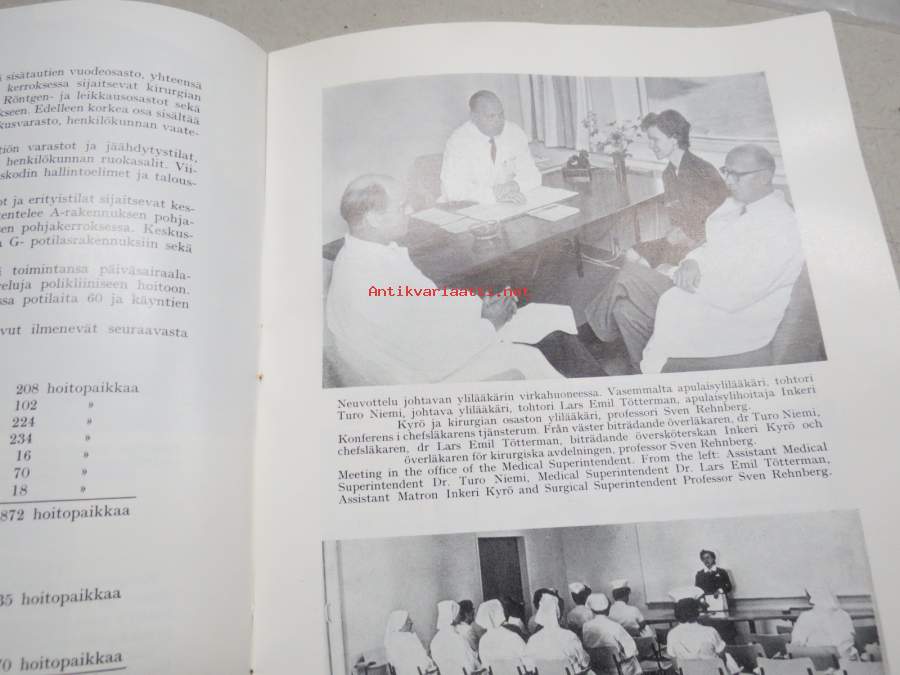 sisätautien vuodeosasto, yhteensä
kerroksessa sijaitsevat kirurgian
Röntgen- ja leikkausosastot sekä
kseen. Edelleen korkea osa sisältää
kusvarasto, henkilökunnan vaate-
tiön varastot ja jäähdytystilat,
henkilökunnan ruokasalit. Vii-
skodin hallintoelimet ja talous-
ot ja erityistilat sijaitsevat kes-
entelee A-rakennuksen pohja-
sen pohjakerroksessa. Keskus-
a G- potilasrakennuksiin sekä
i toimintansa päiväsairaala-
veluja polikliiniseen hoitoon.
ssa potilaita 60 ja käyntien
vut ilmenevät seuraavasta
208 hoitopaikkaa
102 »
224 »
234 »
16 »
70 »
18 »
872 hoitopaikkaa
35 hoitopaikkaa
70 hoitopaikkaa
Antikvariaatti.net
Neuvottelu johtavan ylilääkärin virkahuoneessa. Vasemmalta apulaisylilääkäri, tohtori
Turo Niemi, johtava ylilääkäri, tohtori Lars Emil Tötterman, apulaisylihoitaja Inkeri
Kyrö ja kirurgian osaston ylilääkäri, professori Sven Rehnberg.
Konferens i chefsläkarens tjänsterum. Från väster biträdande överläkaren, dr Turo Niemi,
chefsläkaren, dr Lars Emil Tötterman, biträdande översköterskan Inkeri Kyrö och
överläkaren för kirurgiska avdelningen, professor Sven Rehnberg.
Meeting in the office of the Medical Superintendent. From the left: Assistant Medical
Superintendent Dr. Turo Niemi, Medical Superintendent Dr. Lars Emil Tötterman,
Assistant Matron Inkeri Kyrö and Surgical Superintendent Professor Sven Rehnberg.